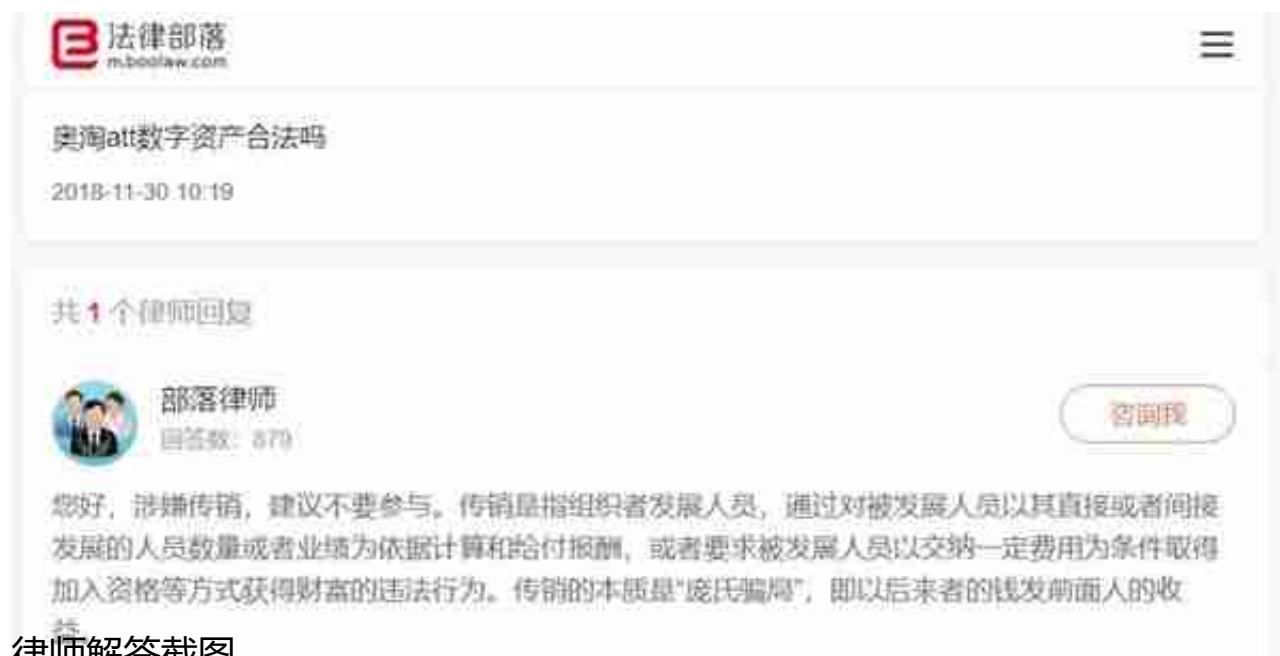 法律部落
m.boolaw.com
奥淘att数字资产合法吗
2018-11-30 10:19
共 1 个律师回复
部落律师
咨询我
回答数：879
您好，涉嫌传销，建议不要参与。传销是指组织者发展人员，通过对被发展人员以其直接或者间接
发展的人员数量或者业绩为依据计算和给付报酬，或者要求被发展人员以交纳一定费用为条件取得
加入资格等方式获得财富的违法行为。传销的本质是“庞氏骗局”，即以后来者的钱发前面人的收
益。
律师解答截图